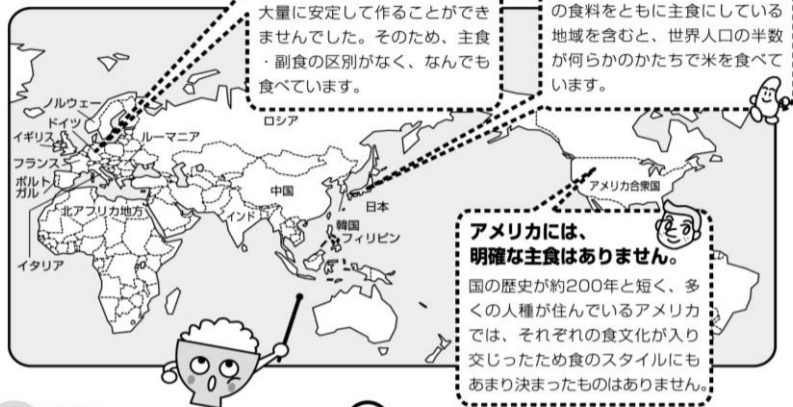 大量に安定して作ることができ
ませんでした。そのため、主食
・副食の区別がなく、なんでも
食べています。
の食料をともに主食にしている
地域を含むと、世界人口の半数
が何らかのかたちで米を食べて
います。
ノルウェー
ドイツ
イギリス
フランス
ポルト
ガル
ルーマニア
ロシア
中国
北アフリカ地方
インド
日本
韓国
フィリピン
イタリア
アメリカ合衆国
アメリカには、
明確な主食はありません。
国の歴史が約200年と短く、多
くの人種が住んでいるアメリカ
では、それぞれの食文化が入り
交じったため食のスタイルにも
あまり決まったものはありません。